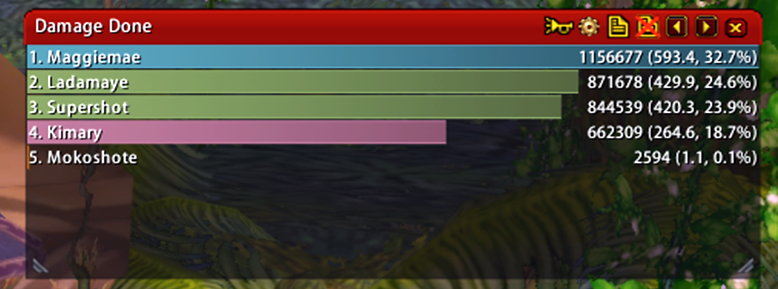 Damage Done
1. Maggiemae 1156677 (593.4, 32.7%)
2. Ladamaye 871678 (429.9, 24.6%)
3. Supershot 844539 (420.3, 23.9%)
4. Kimary 662309 (264.6, 18.7%)
5. Mokoshote 2594 (1.1, 0.1%)